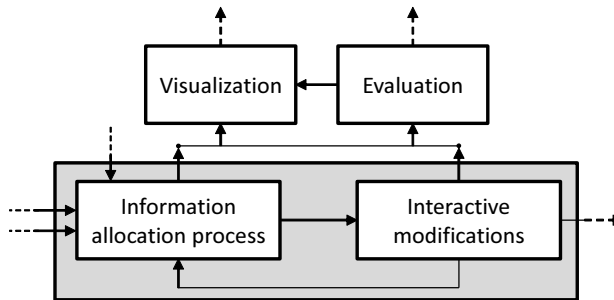 Visualization
Evaluation
Information
allocation process
Interactive
modifications